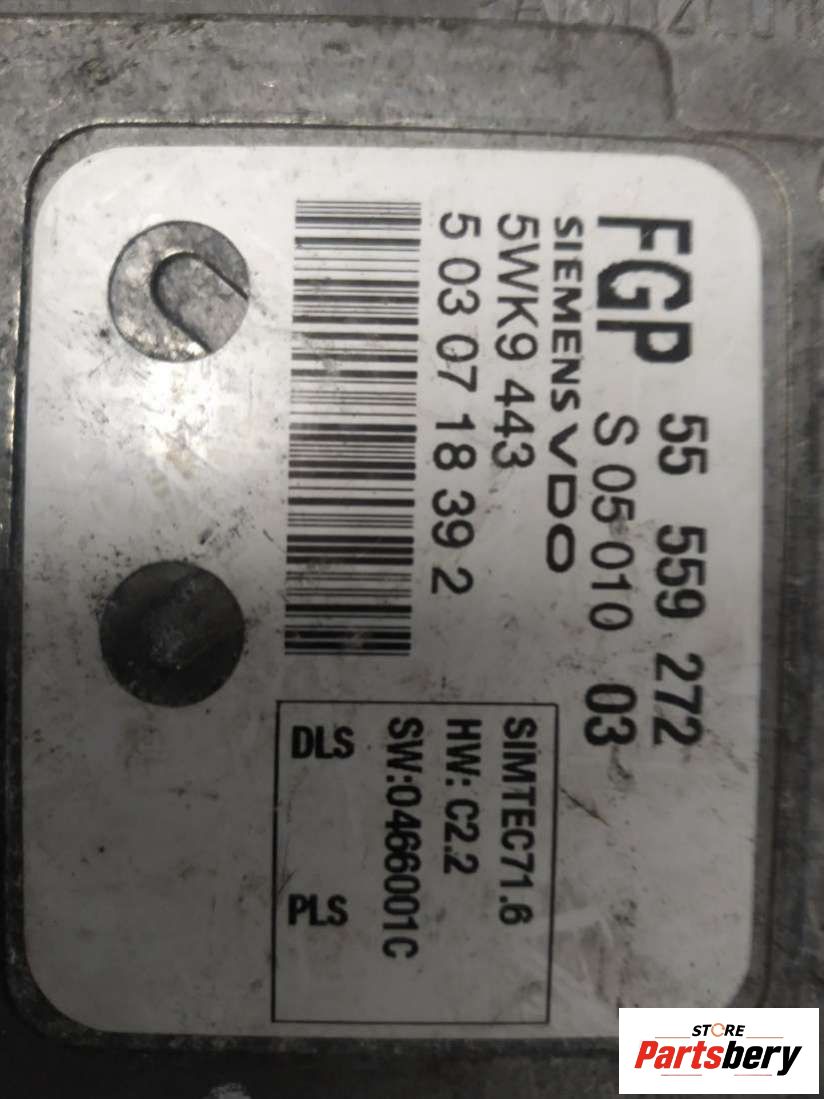 FGP 55 559 272
S 05 010 03
SIEMENS VDO
5WK9 443
5 03 07 18 39 2
SIMTEC71.6
HW: C2.2
SW:0466001C
DLS PLS
STORE
Partsbery